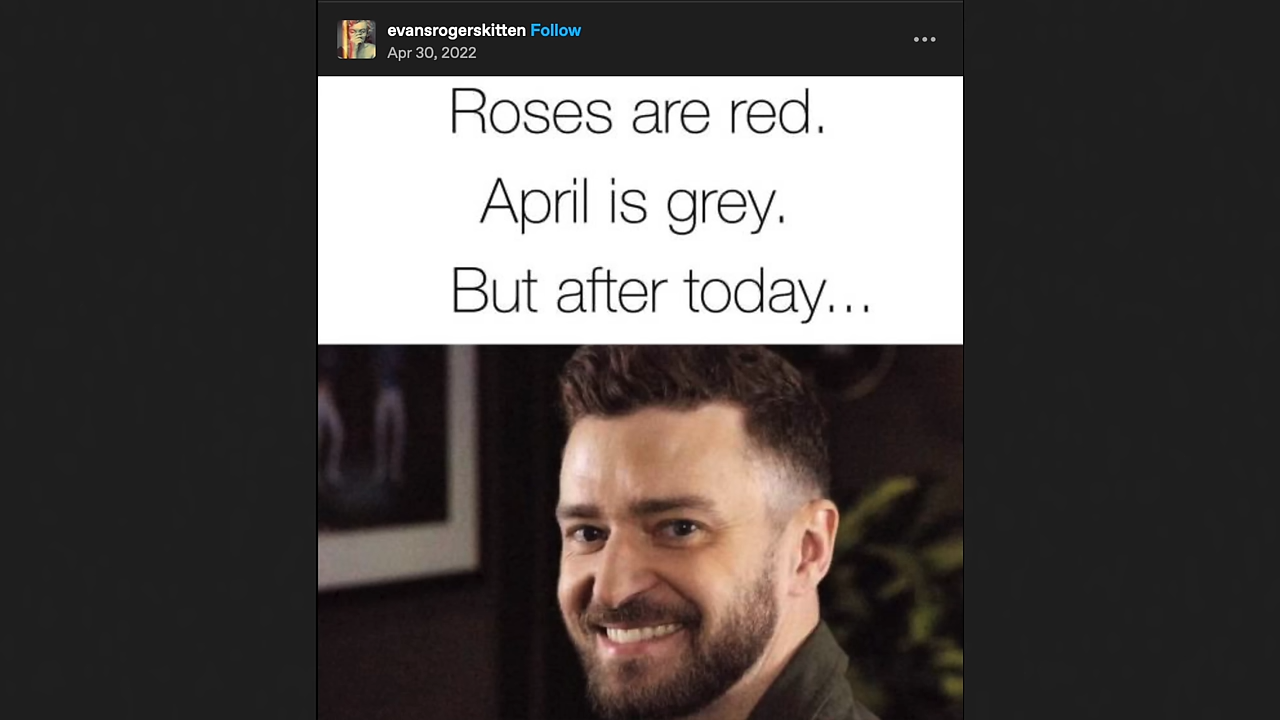 evansrogerskitten Follow
Apr 30, 2022
Roses are red.
April is grey.
But after today...